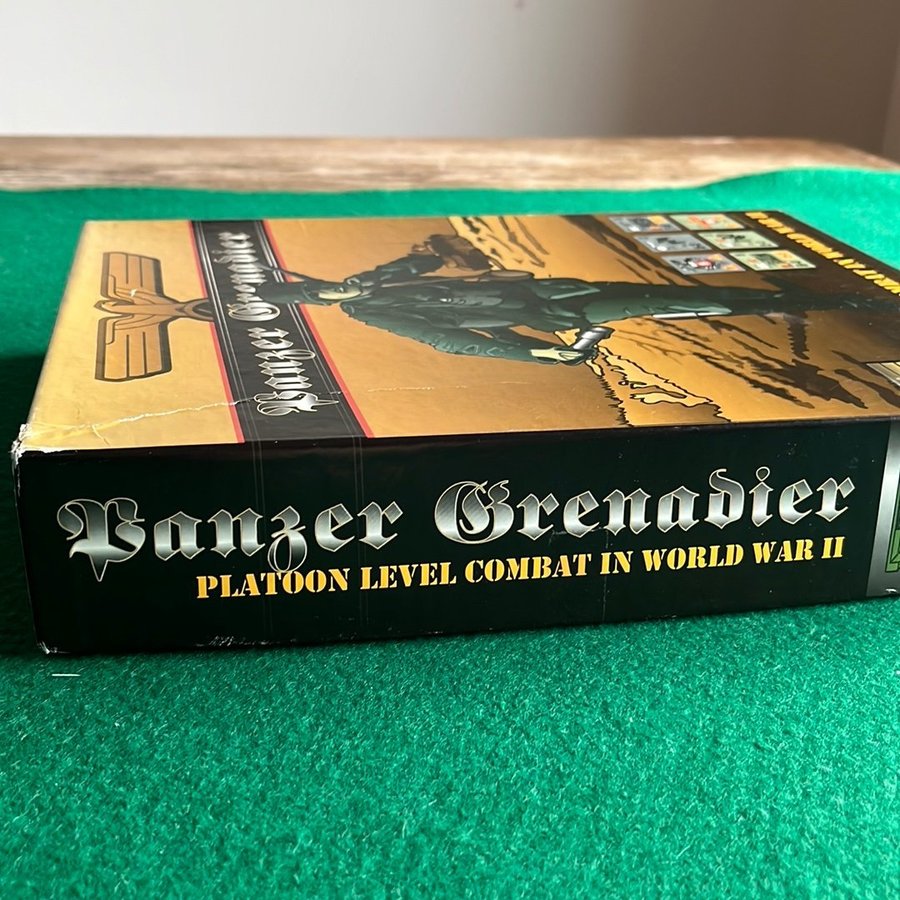 Panzer Grenadier
Panzer Grenadier
PLATOON LEVEL COMBAT IN WORLD WAR II